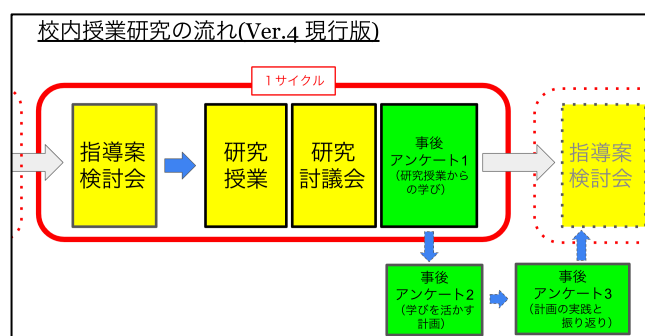 校内授業研究の流れ(Ver.4 現行版)
1サイクル
指導案
検討会
研究
授業
研究
討議会
事後
アンケート1
(研究授業から
の学び)
指導案
検討会
事後
アンケート2
(学びを活かす
計画)
事後
アンケート3
(計画の実践と
振り返り)